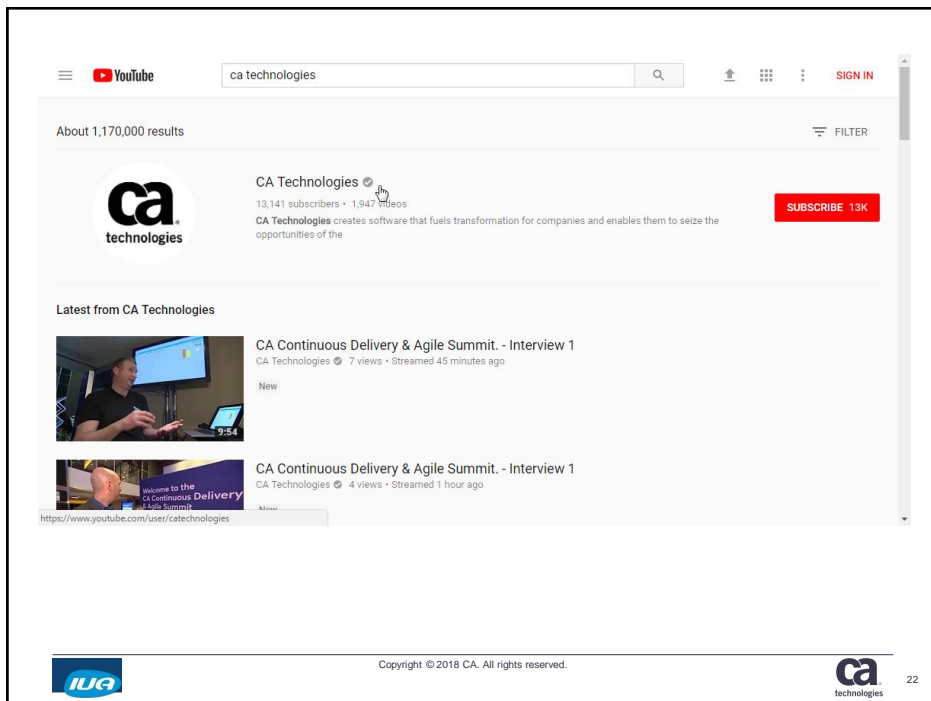 YouTube
ca technologies
SIGN IN
About 1,170,000 results
FILTER
ca
technologies
CA Technologies
13,141 subscribers • 1,947 videos
SUBSCRIBE 13K
CA Technologies creates software that fuels transformation for companies and enables them to seize the
opportunities of the
Latest from CA Technologies
CA Continuous Delivery & Agile Summit. - Interview 1
CA Technologies 7 views • Streamed 45 minutes ago
New
9:54
CA Continuous Delivery & Agile Summit. - Interview 1
CA Technologies 4 views • Streamed 1 hour ago
New
Welcome to the
CA Continuous Delivery
& Agile Summit
https://www.youtube.com/user/catechnologies
IUA
Copyright © 2018 CA. All rights reserved.
ca
technologies
22